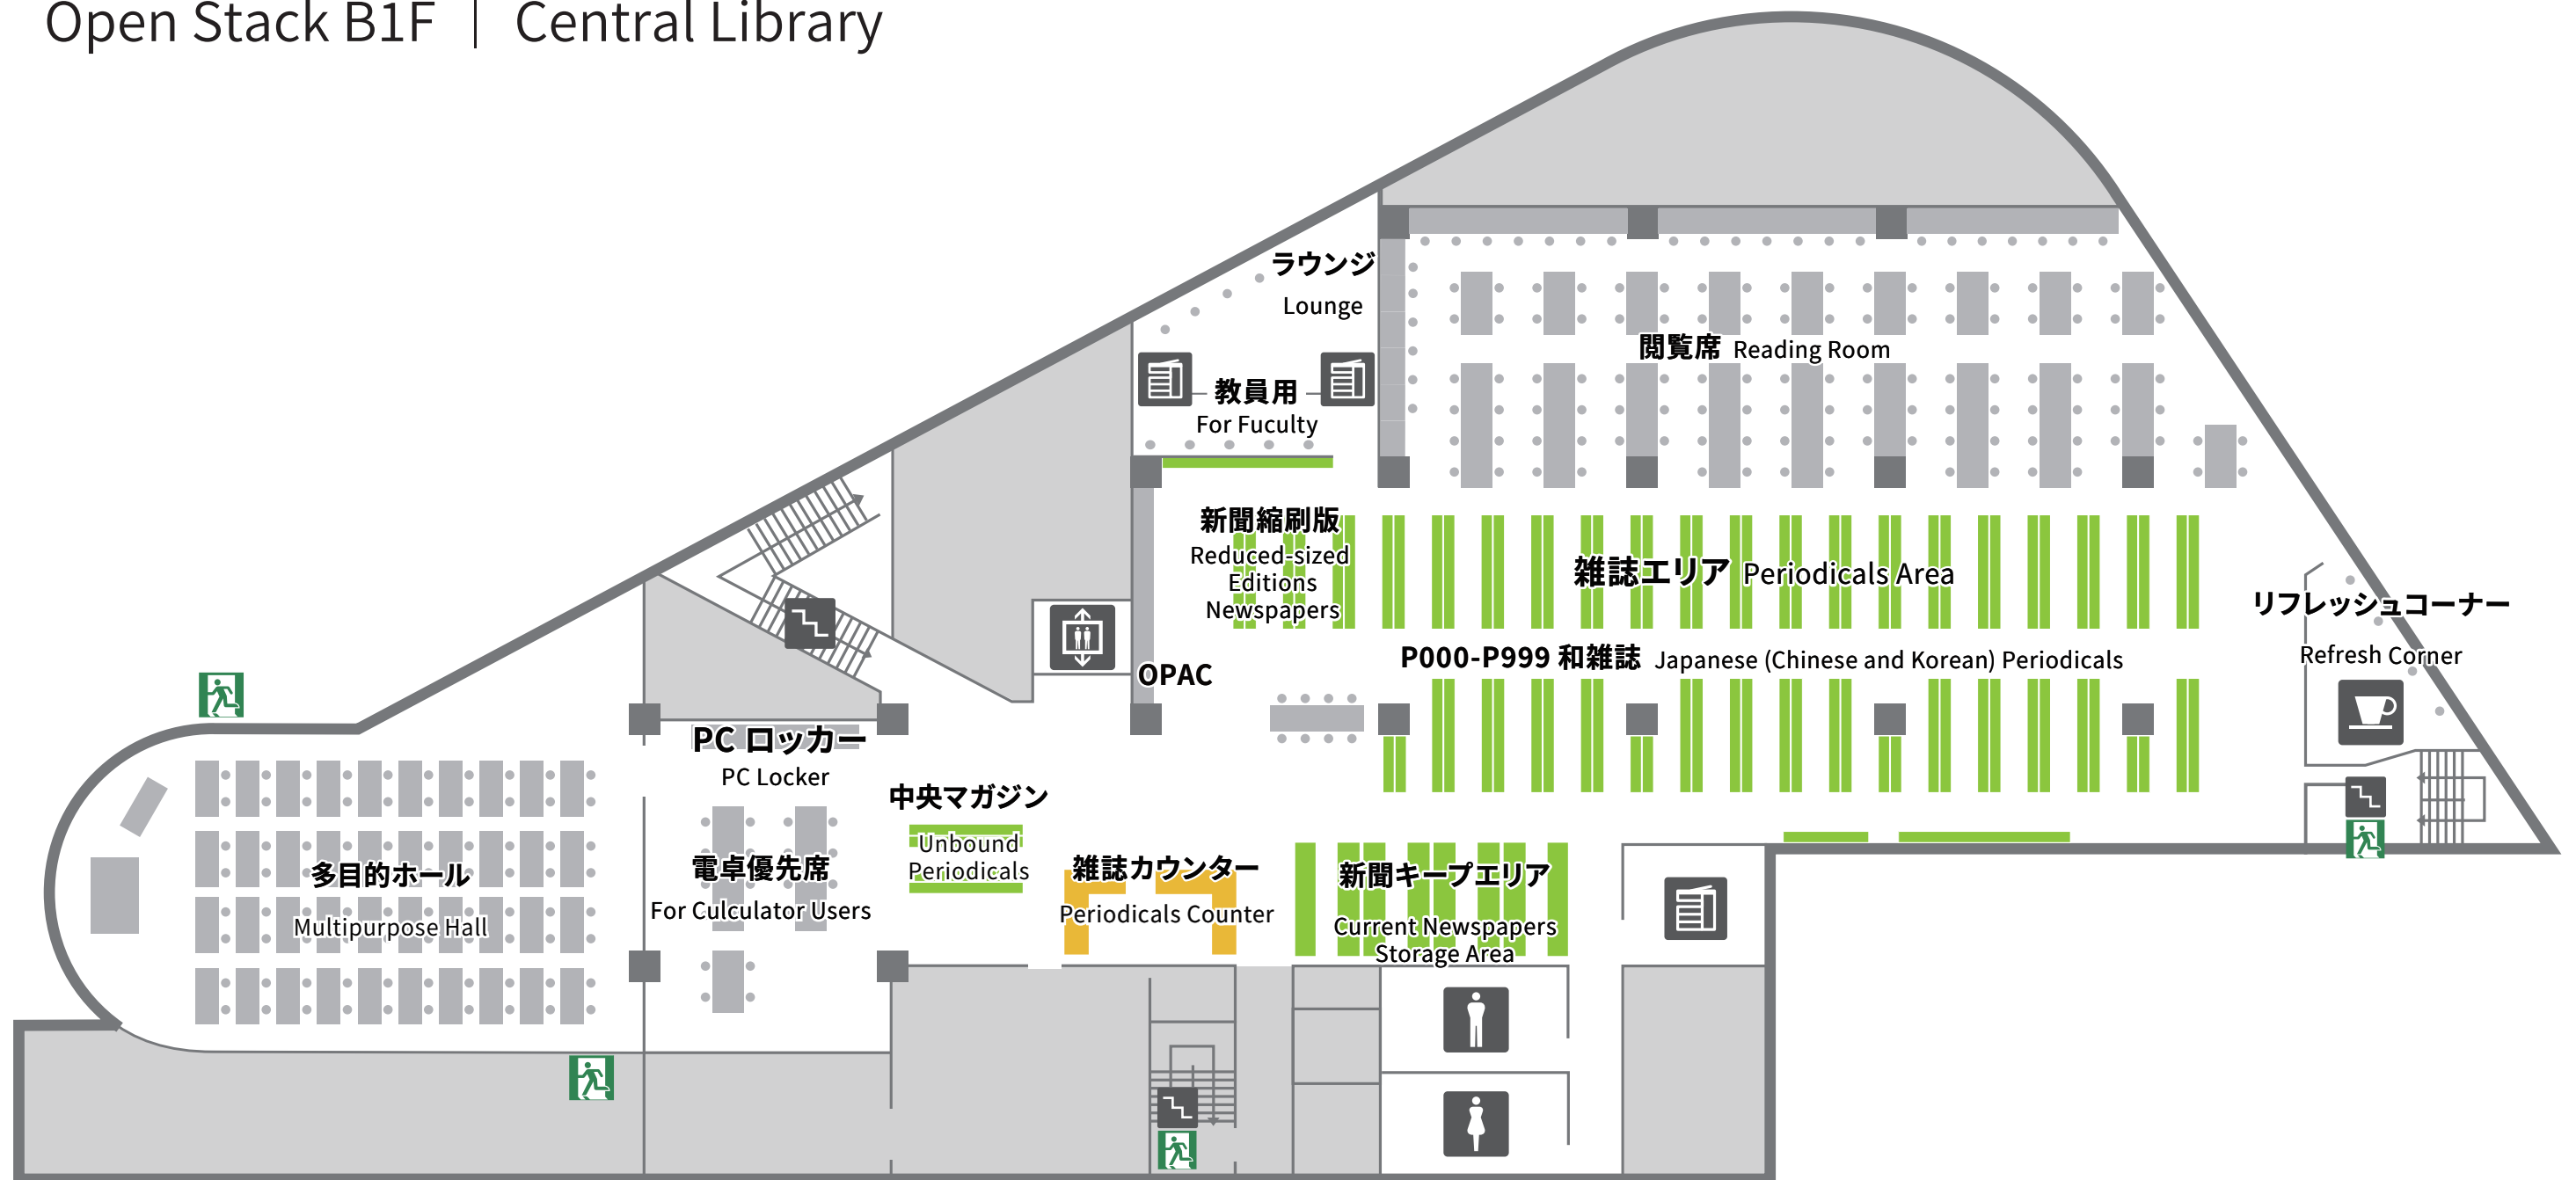 Open Stack B1F | Central Library
ラウンジ
Lounge
教員用
For Fuculty
閲覧席 Reading Room
新聞縮刷版
Reduced-sized
Editions
Newspapers
雑誌エリア Periodicals Area
リフレッシュコーナー
Refresh Corner
P000-P999 和雑誌 Japanese (Chinese and Korean) Periodicals
OPAC
PC ロッカー
PC Locker
中央マガジン
Unbound
Periodicals
雑誌カウンター
Periodicals Counter
新聞キープエリア
Current Newspapers
Storage Area
電卓優先席
For Culculator Users
多目的ホール
Multipurpose Hall